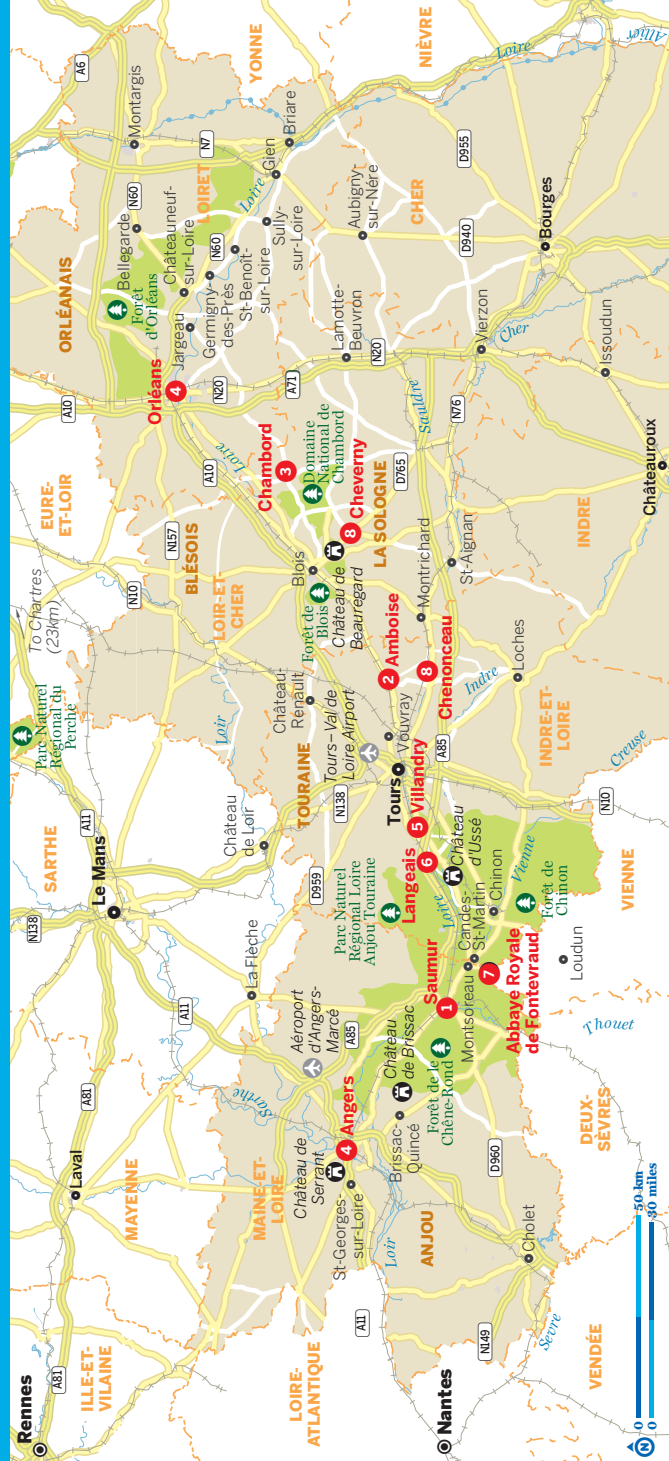 Rennes
A81
ILLE-ET-
VILAINE
A81
Laval
MAYENNE
N138
SARTHE
Le Mans
A11
A11
Parc Naturel
Régional du
Perche
To Chartres
(23km)
EURE-
ET-LOIR
N10
N157
A10
A10
ORLÉANAIS
A6
YONNE
NIÈVRE
Loire
Allier
Montargis
N60
N7
Bellegarde
Forêt
d'Orléans
LOIRET
Châteauneuf-
sur-Loire
Jargeau
Germigny-
des-Près
N60
St-Benoît-
sur-Loire
Sully-
sur-Loire
Loire
Gien
Briare
4
Orléans
N20
A71
Loire
BLÉSOIS
LOIR-ET-
CHER
Loir
Château
de Loir
La Flèche
Sarthe
LOIRE-
ATLANTIQUE
MAINE-ET-
LOIRE
Aéroport
d'Angers-
Marcé
A85
D959
TOURAINE
N138
Château-
Renault
Tours–Val de
Loire Airport
Vouvray
Forêt de
Blois
Blois
Château de
Beauregard
3
Chambord
Domaine
National de
Chambord
8
Cheverny
LA SOLOGNE
D765
Lamotte-
Beuvron
N20
Aubigny-
sur-Nére
CHER
D940
D955
Bourges
Sauldre
N76
Vierzon
Cher
Issoudun
Châteauroux
INDRE
St-Aignan
Montrichard
2
Amboise
8
Chenonceau
Indre
Loches
INDRE-ET-
LOIRE
Creuse
A85
N10
Tours
5
Villandry
6
Langeais
Château
d'Ussé
Parc Naturel
Régional Loire
Anjou Touraine
Loire
Vienne
Chinon
Forêt de
Chinon
VIENNE
Candes-
St-Martin
Montsoreau
1
Saumur
7
Abbaye Royale
de Fontevraud
Loudun
Thouet
Forêt de le
Chêne-Rond
Château
de Brissac
Brissac-
Quincé
4
Angers
Château de
Serrant
St-Georges-
sur-Loire
Loir
ANJOU
D960
DEUX-
SÈVRES
Cholet
A11
N149
Nantes
Sevre
VENDÉE
N
0
50 km
0
30 miles